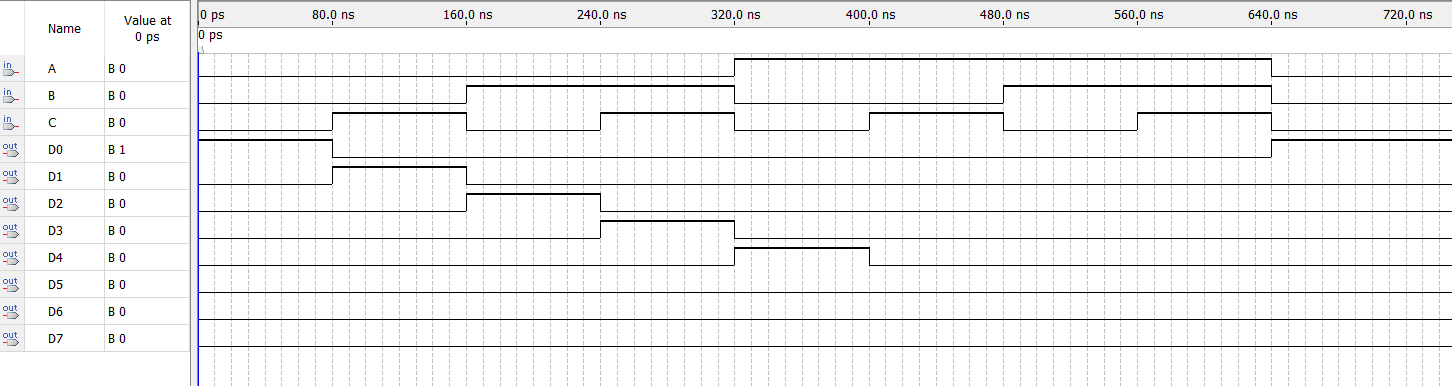 Name
Value at
0 ps
0 ps 80.0 ns 160.0 ns 240.0 ns 320.0 ns 400.0 ns 480.0 ns 560.0 ns 640.0 ns 720.0 ns
0 ps
in A B 0
in B B 0
in C B 0
out D0 B 1
out D1 B 0
out D2 B 0
out D3 B 0
out D4 B 0
out D5 B 0
out D6 B 0
out D7 B 0